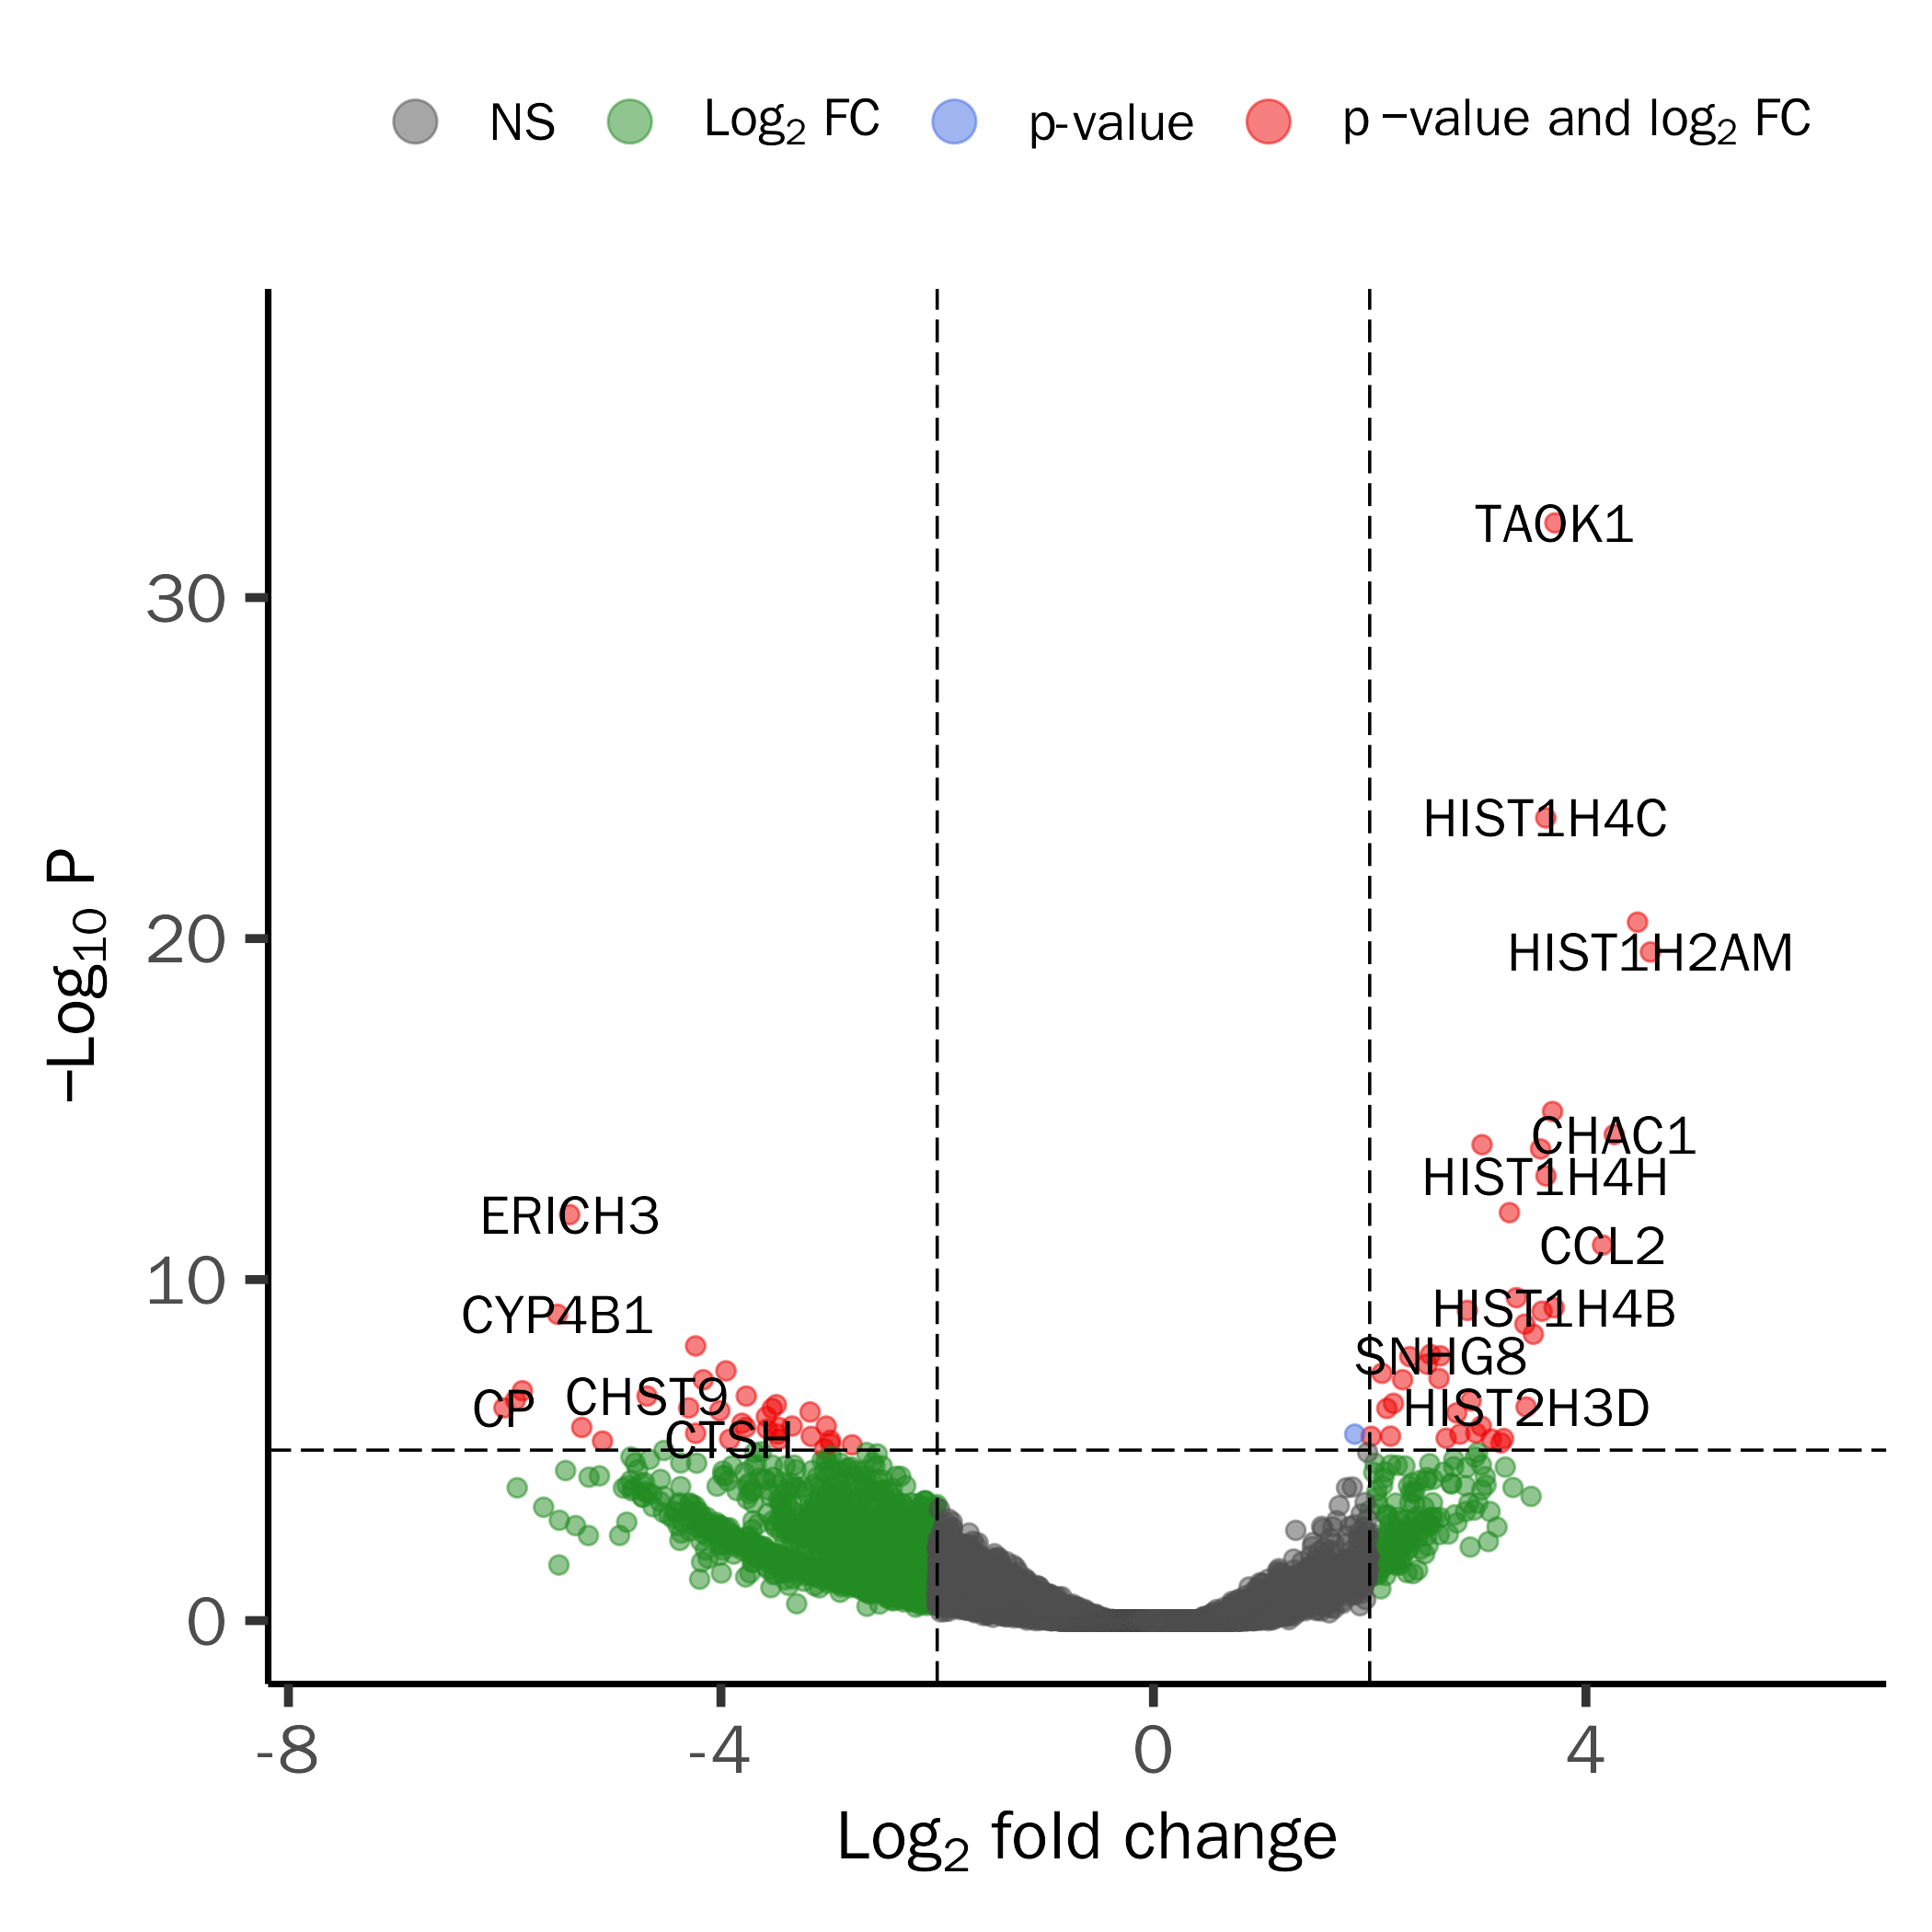 NS Log2 FC p-value p −value and log2 FC
TAOK1
30
HIST1H4C
20
HIST1H2AM
−Log10 P
CHAC1
HIST1H4H
ERICH3
CCL2
10
CYP4B1
HIST1H4B
SNHG8
CHST9
CP
HIST2H3D
CTSH
0
-8 -4 0 4
Log2 fold change